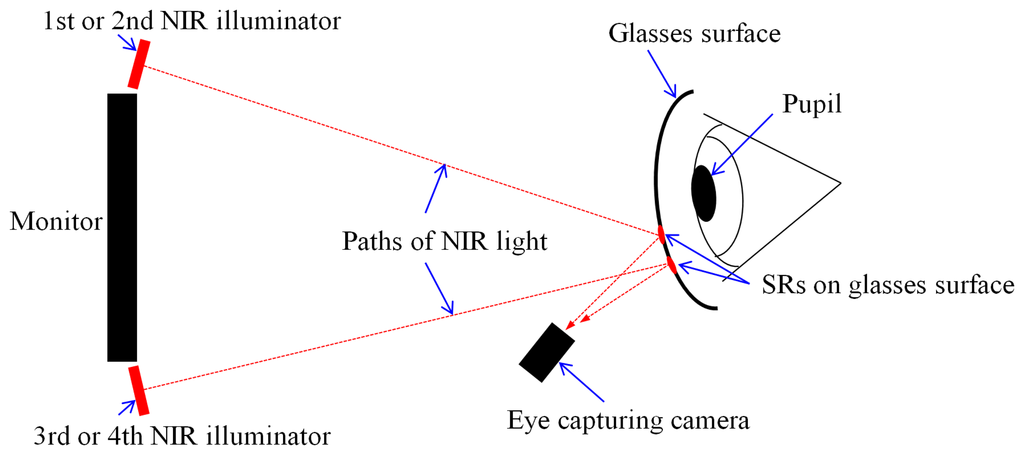 1st or 2nd NIR illuminator
Glasses surface
Pupil
Monitor
Paths of NIR light
SRs on glasses surface
Eye capturing camera
3rd or 4th NIR illuminator